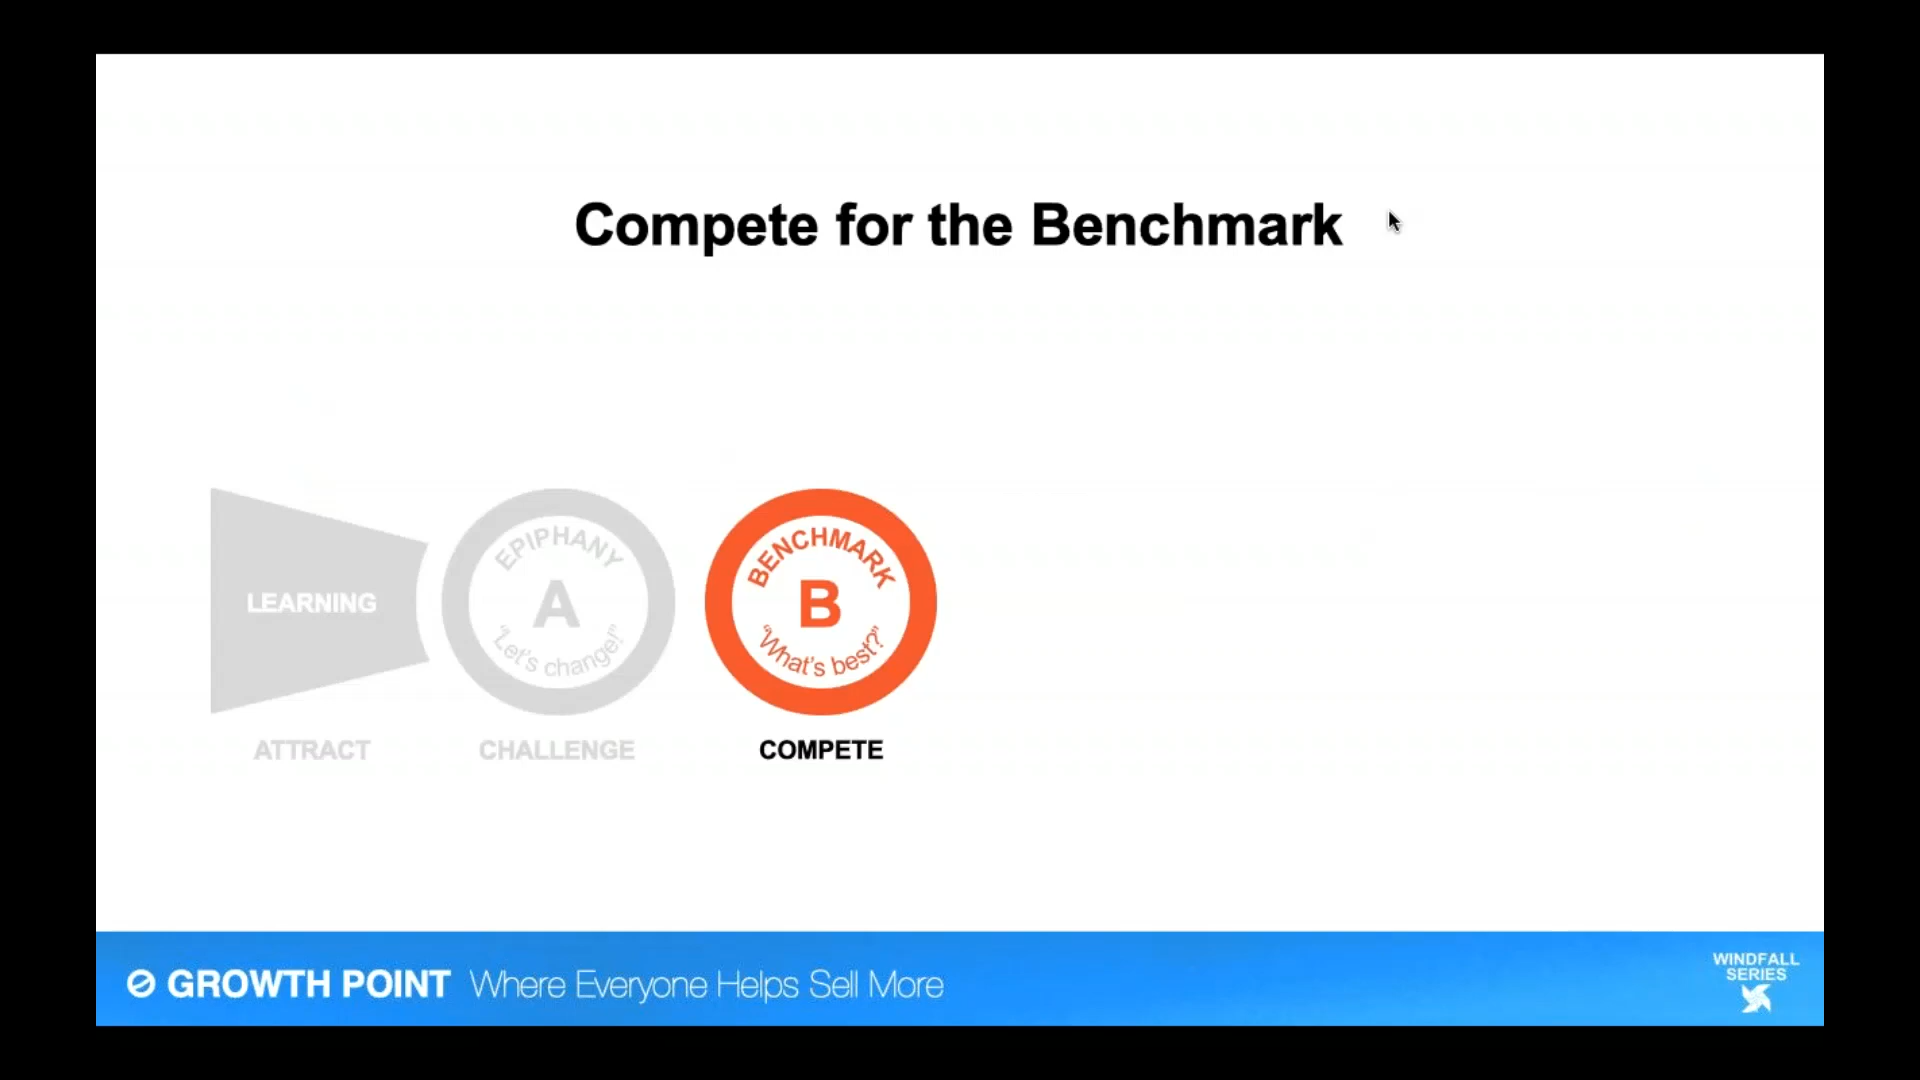 Compete for the Benchmark
LEARNING
EPIPHANY
A
“Let’s change!”
BENCHMARK
B
“What’s best?”
ATTRACT
CHALLENGE
COMPETE
GROWTH POINT Where Everyone Helps Sell More
WINDFALL
SERIES